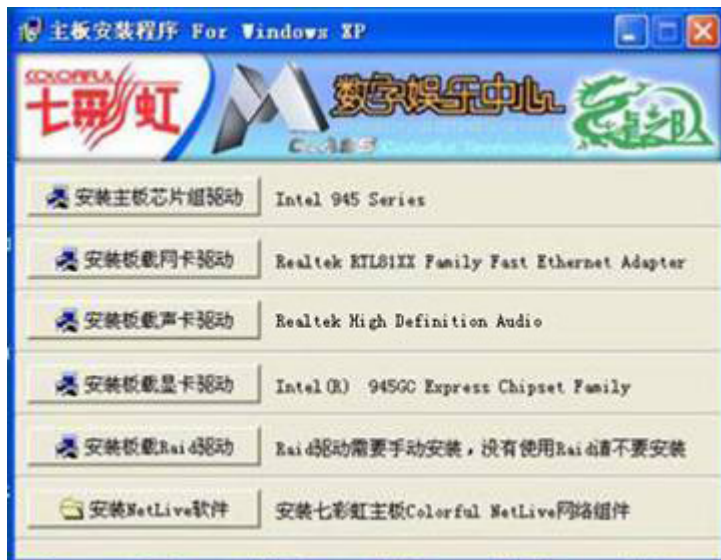 主板安装程序 For Windows XP
COLORFUL
七彩虹
CLASS
数字娱乐中心
之队
安装主板芯片组驱动 Intel 945 Series
安装板载网卡驱动 Realtek RTL81XX Family Fast Ethernet Adapter
安装板载声卡驱动 Realtek High Definition Audio
安装板载显卡驱动 Intel(R) 945GC Express Chipset Family
安装板载Raid驱动 Raid驱动需要手动安装，没有使用Raid请不要安装
安装NetLive软件 安装七彩虹主板Colorful NetLive网络组件